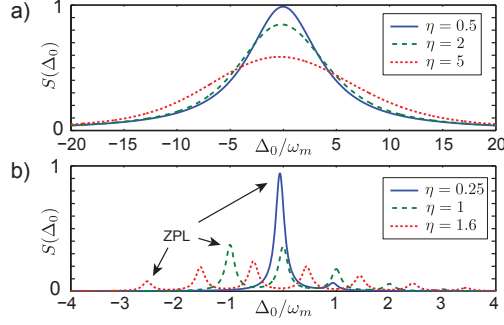 a)
1
S(Δ₀)
0
η = 0.5
η = 2
η = 5
−20 −15 −10 −5 0 5 10 15 20
Δ₀/ωₘ
b)
1
S(Δ₀)
0
ZPL
η = 0.25
η = 1
η = 1.6
−4 −3 −2 −1 0 1 2 3 4
Δ₀/ωₘ